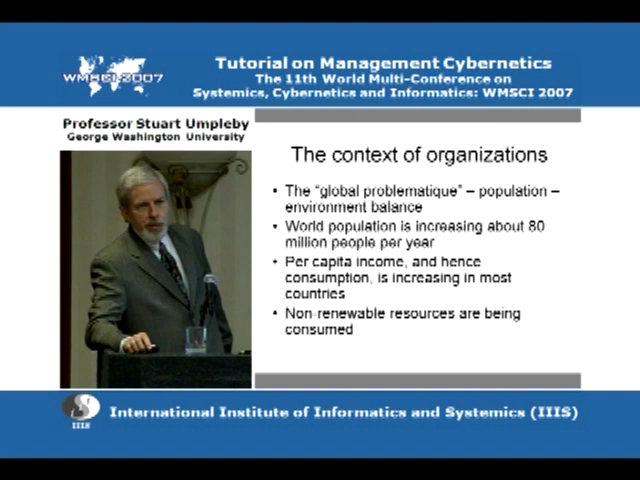 WMSCI 2007
Tutorial on Management Cybernetics
The 11th World Multi-Conference on
Systemics, Cybernetics and Informatics: WMSCI 2007
Professor Stuart Umpleby
George Washington University
The context of organizations
• The “global problematique” – population –
environment balance
• World population is increasing about 80
million people per year
• Per capita income, and hence
consumption, is increasing in most
countries
• Non-renewable resources are being
consumed
IIIS
International Institute of Informatics and Systemics (IIIS)